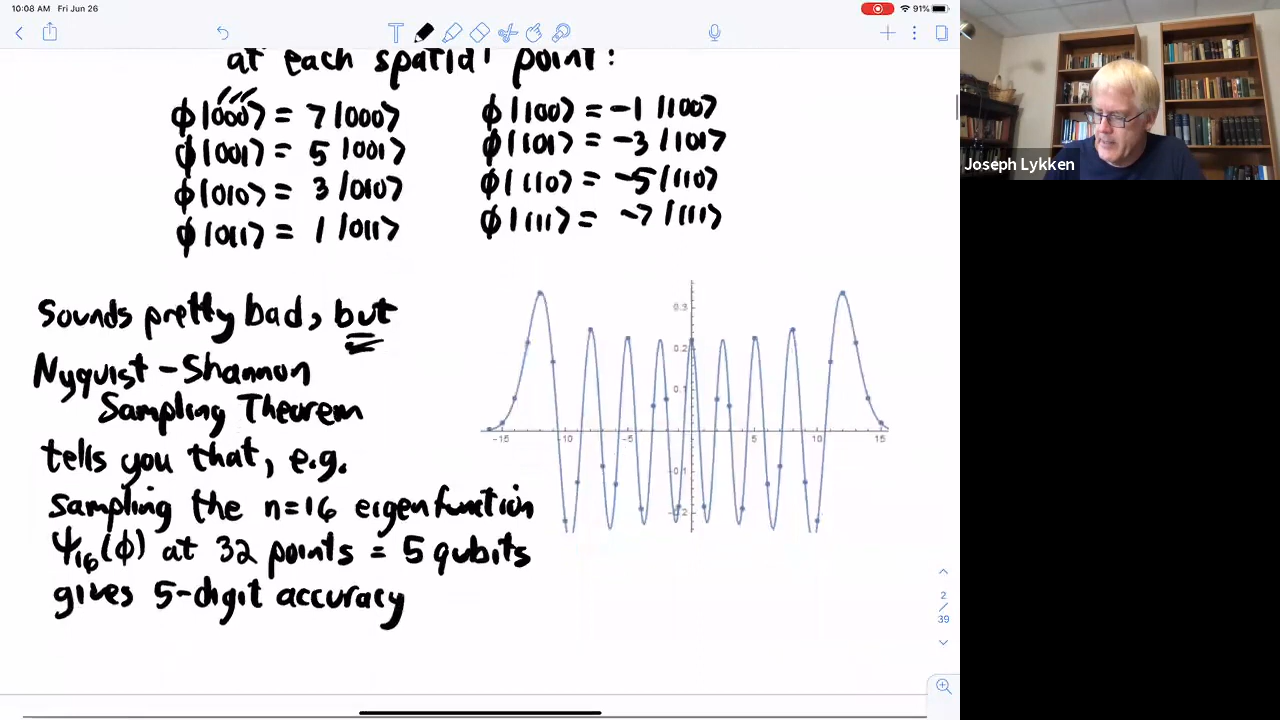 10:08 AM Fri Jun 26
91%
at each spatial point:
φ|000⟩ = 7|000⟩
φ|001⟩ = 5|001⟩
φ|010⟩ = 3|010⟩
φ|011⟩ = 1|011⟩
φ|100⟩ = -1|100⟩
φ|101⟩ = -3|101⟩
φ|110⟩ = -5|110⟩
φ|111⟩ = -7|111⟩
Sounds pretty bad, but
Nyquist-Shannon
Sampling Theorem
tells you that, e.g.
sampling the n=16 eigenfunction
Ψ16(φ) at 32 points = 5 qubits
gives 5-digit accuracy
0.3
0.2
0.1
-15 -10 -5 5 10 15
-0.1
-0.2
2
/
39
Joseph Lykken